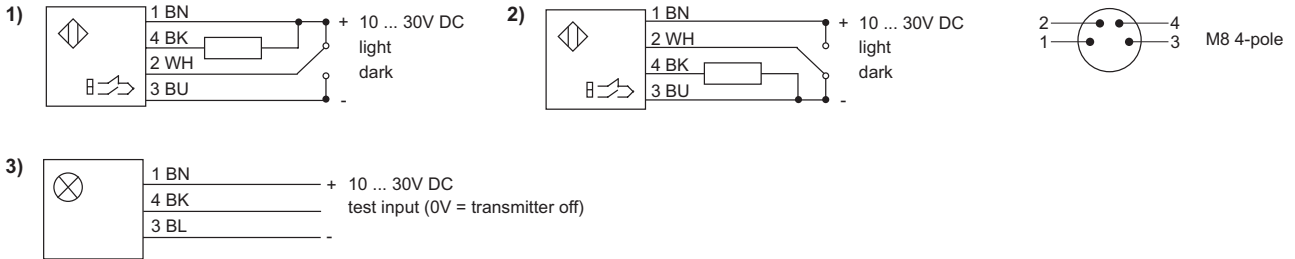 1)
1 BN
4 BK
2 WH
3 BU
+ 10 ... 30V DC
light
dark
-
2)
1 BN
2 WH
4 BK
3 BU
+ 10 ... 30V DC
light
dark
-
2
1
4
3
M8 4-pole
3)
1 BN
4 BK
3 BL
+ 10 ... 30V DC
test input (0V = transmitter off)
-